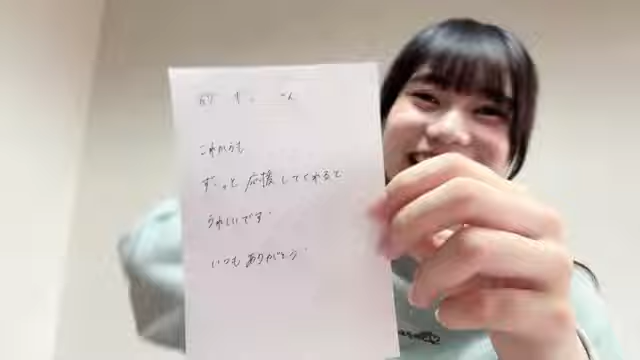 これからも
ずーっと応援してくれると
うれしいです
いつもありがとう